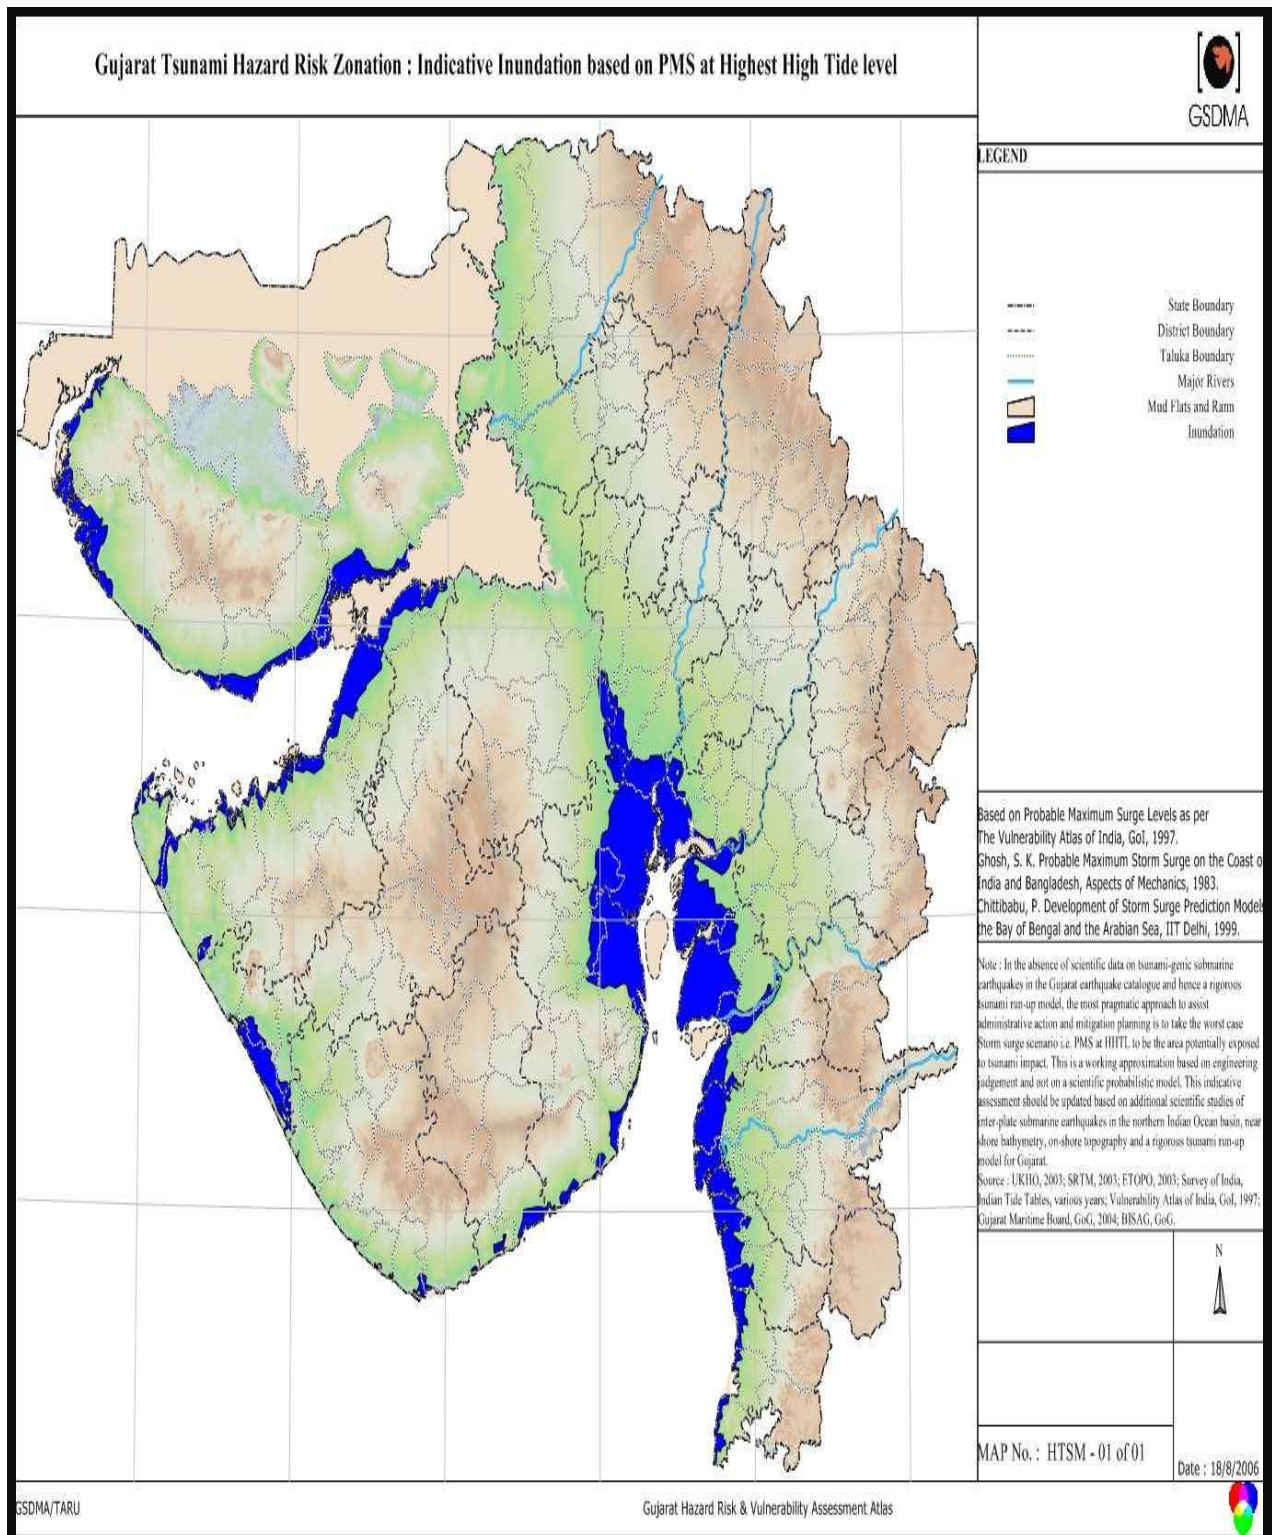 Gujarat Tsunami Hazard Risk Zonation : Indicative Inundation based on PMS at Highest High Tide level
GSDMA
LEGEND
State Boundary
District Boundary
Taluka Boundary
Major Rivers
Mud Flats and Rann
Inundation
Based on Probable Maximum Surge Levels as per
The Vulnerability Atlas of India, GoI, 1997.
Ghosh, S. K. Probable Maximum Storm Surge on the Coast o
India and Bangladesh, Aspects of Mechanics, 1983.
Chittibabu, P. Development of Storm Surge Prediction Models
the Bay of Bengal and the Arabian Sea, IIT Delhi, 1999.
Note : In the absence of scientific data on tsunami-genic submarine
earthquakes in the Gujarat earthquake catalogue and hence a rigorous
tsunami run-up model, the most pragmatic approach to assist
administrative action and mitigation planning is to take the worst case
Storm surge scenario i.e. PMS at HHTL to be the area potentially exposed
to tsunami impact. This is a working approximation based on engineering
judgement and not on a scientific probabilistic model. This indicative
assessment should be updated based on additional scientific studies of
inter-plate submarine earthquakes in the northern Indian Ocean basin, near
shore bathymetry, on-shore topography and a rigorous tsunami run-up
model for Gujarat.
Source : UKHO, 2003; SRTM, 2003; ETOPO, 2003; Survey of India,
Indian Tide Tables, various years; Vulnerability Atlas of India, GoI, 1997;
Gujarat Maritime Board, GoG, 2004; BISAG, GoG.
N
MAP No. : HTSM - 01 of 01
Date : 18/8/2006
GSDMA/TARU
Gujarat Hazard Risk & Vulnerability Assessment Atlas